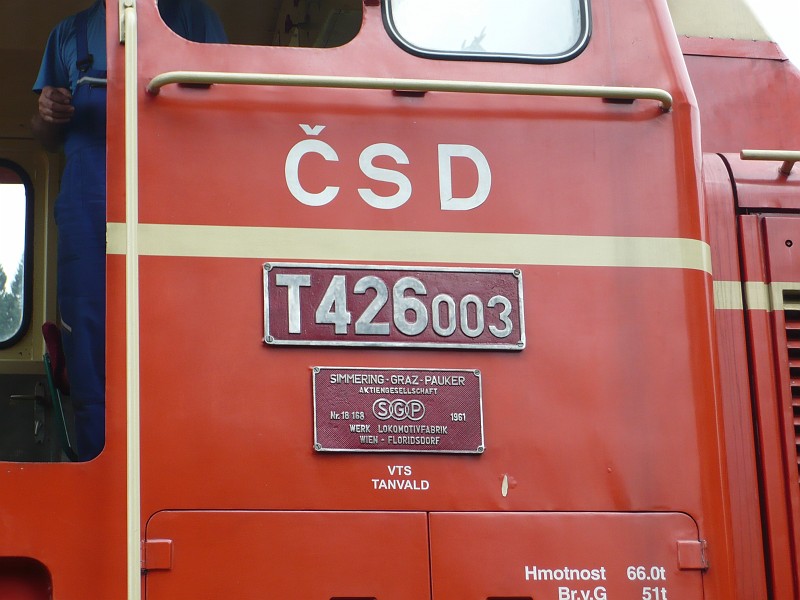 ČSD
T426003
SIMMERING-GRAZ-PAUKER
AKTIENGESELLSCHAFT
Nr. 18 168 SGP 1961
WERK LOKOMOTIVFABRIK
WIEN - FLORIDSDORF
VTS
TANVALD
Hmotnost 66.0t
Br.v.G 51t